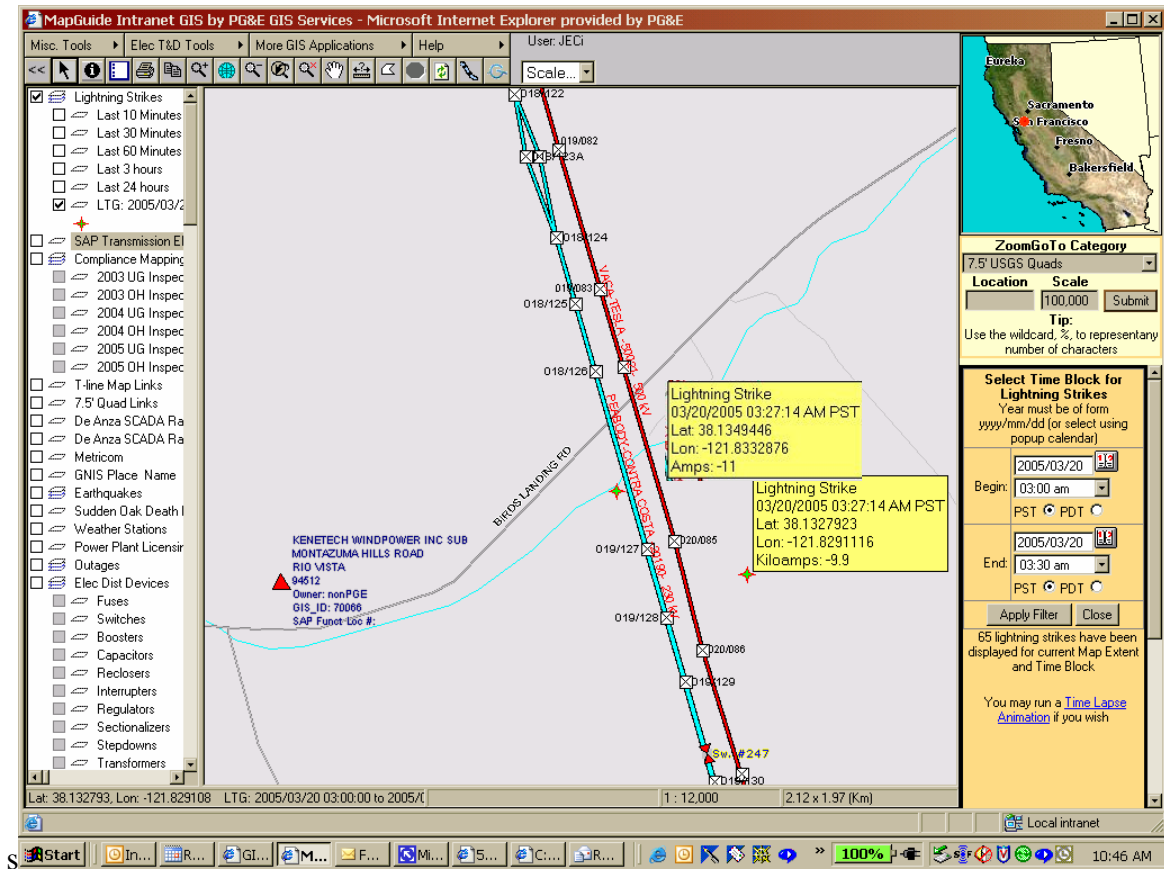 MapGuide Intranet GIS by PG&E GIS Services - Microsoft Internet Explorer provided by PG&E
Misc. Tools
Elec T&D Tools
More GIS Applications
Help
User: JECi
<<
Scale...
Lightning Strikes
Last 10 Minutes
Last 30 Minutes
Last 60 Minutes
Last 3 hours
Last 24 hours
LTG: 2005/03/2
SAP Transmission El
Compliance Mapping
2003 UG Inspec
2003 OH Inspec
2004 UG Inspec
2004 OH Inspec
2005 UG Inspec
2005 OH Inspec
T-line Map Links
7.5' Quad Links
De Anza SCADA Ra
De Anza SCADA Ra
Metricom
GNIS Place Name
Earthquakes
Sudden Oak Death I
Weather Stations
Power Plant Licensir
Outages
Elec Dist Devices
Fuses
Switches
Boosters
Capacitors
Reclosers
Interrupters
Regulators
Sectionalizers
Stepdowns
Transformers
018/122
019/082
018/123A
018/124
019/083
018/125
018/126
VACA-TESLA -50021- 500 kV
PEABODY-CONTRA COSTA -30190- 230 kV
BIRDS LANDING RD
Lightning Strike
03/20/2005 03:27:14 AM PST
Lat: 38.1349446
Lon: -121.8332876
Amps: -11
Lightning Strike
03/20/2005 03:27:14 AM PST
Lat: 38.1327923
Lon: -121.8291116
Kiloamps: -9.9
KENETECH WINDPOWER INC SUB
MONTAZUMA HILLS ROAD
RIO VISTA
94512
Owner: nonPGE
GIS_ID: 70066
SAP Funct Loc #:
019/127
020/085
019/128
020/086
019/129
Sw. #247
019/130
Eureka
Sacramento
San Francisco
Fresno
Bakersfield
ZoomGoTo Category
7.5' USGS Quads
Location Scale
100,000 Submit
Tip:
Use the wildcard, %, to representany
number of characters
Select Time Block for
Lightning Strikes
Year must be of form
yyyy/mm/dd (or select using
popup calendar)
2005/03/20
Begin: 03:00 am
PST PDT
2005/03/20
End: 03:30 am
PST PDT
Apply Filter Close
65 lightning strikes have been
displayed for current Map Extent
and Time Block
You may run a Time Lapse
Animation if you wish
Lat: 38.132793, Lon: -121.829108 LTG: 2005/03/20 03:00:00 to 2005/(
1 : 12,000
2.12 x 1.97 (Km)
Local intranet
s
Start
In...
R...
GI...
M...
F...
Mi...
5...
C:...
R...
»
100%
10:46 AM